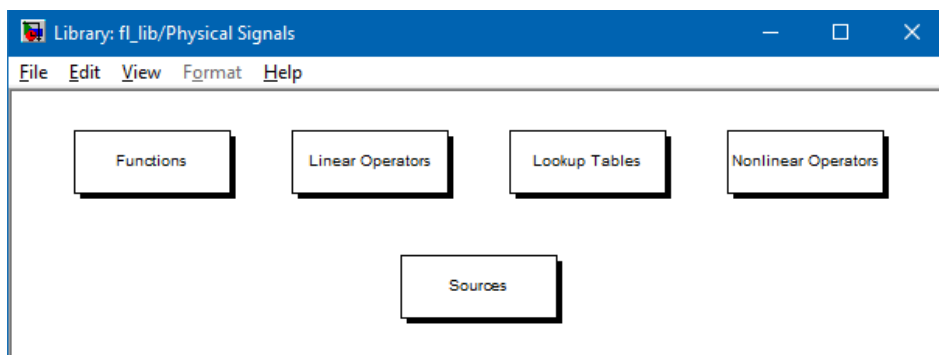 Library: fl_lib/Physical Signals
File Edit View Format Help
Functions Linear Operators Lookup Tables Nonlinear Operators
Sources